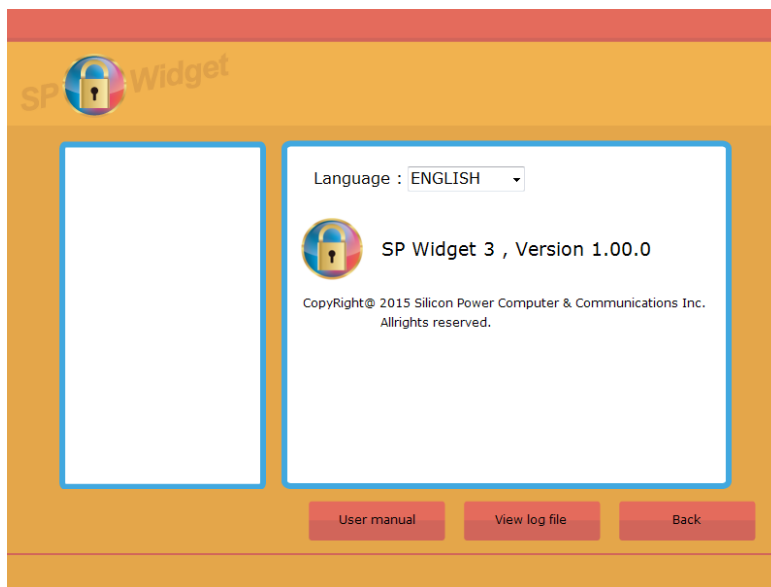 SP Widget
Language : ENGLISH
SP Widget 3 , Version 1.00.0
CopyRight@ 2015 Silicon Power Computer & Communications Inc.
Allrights reserved.
User manual View log file Back